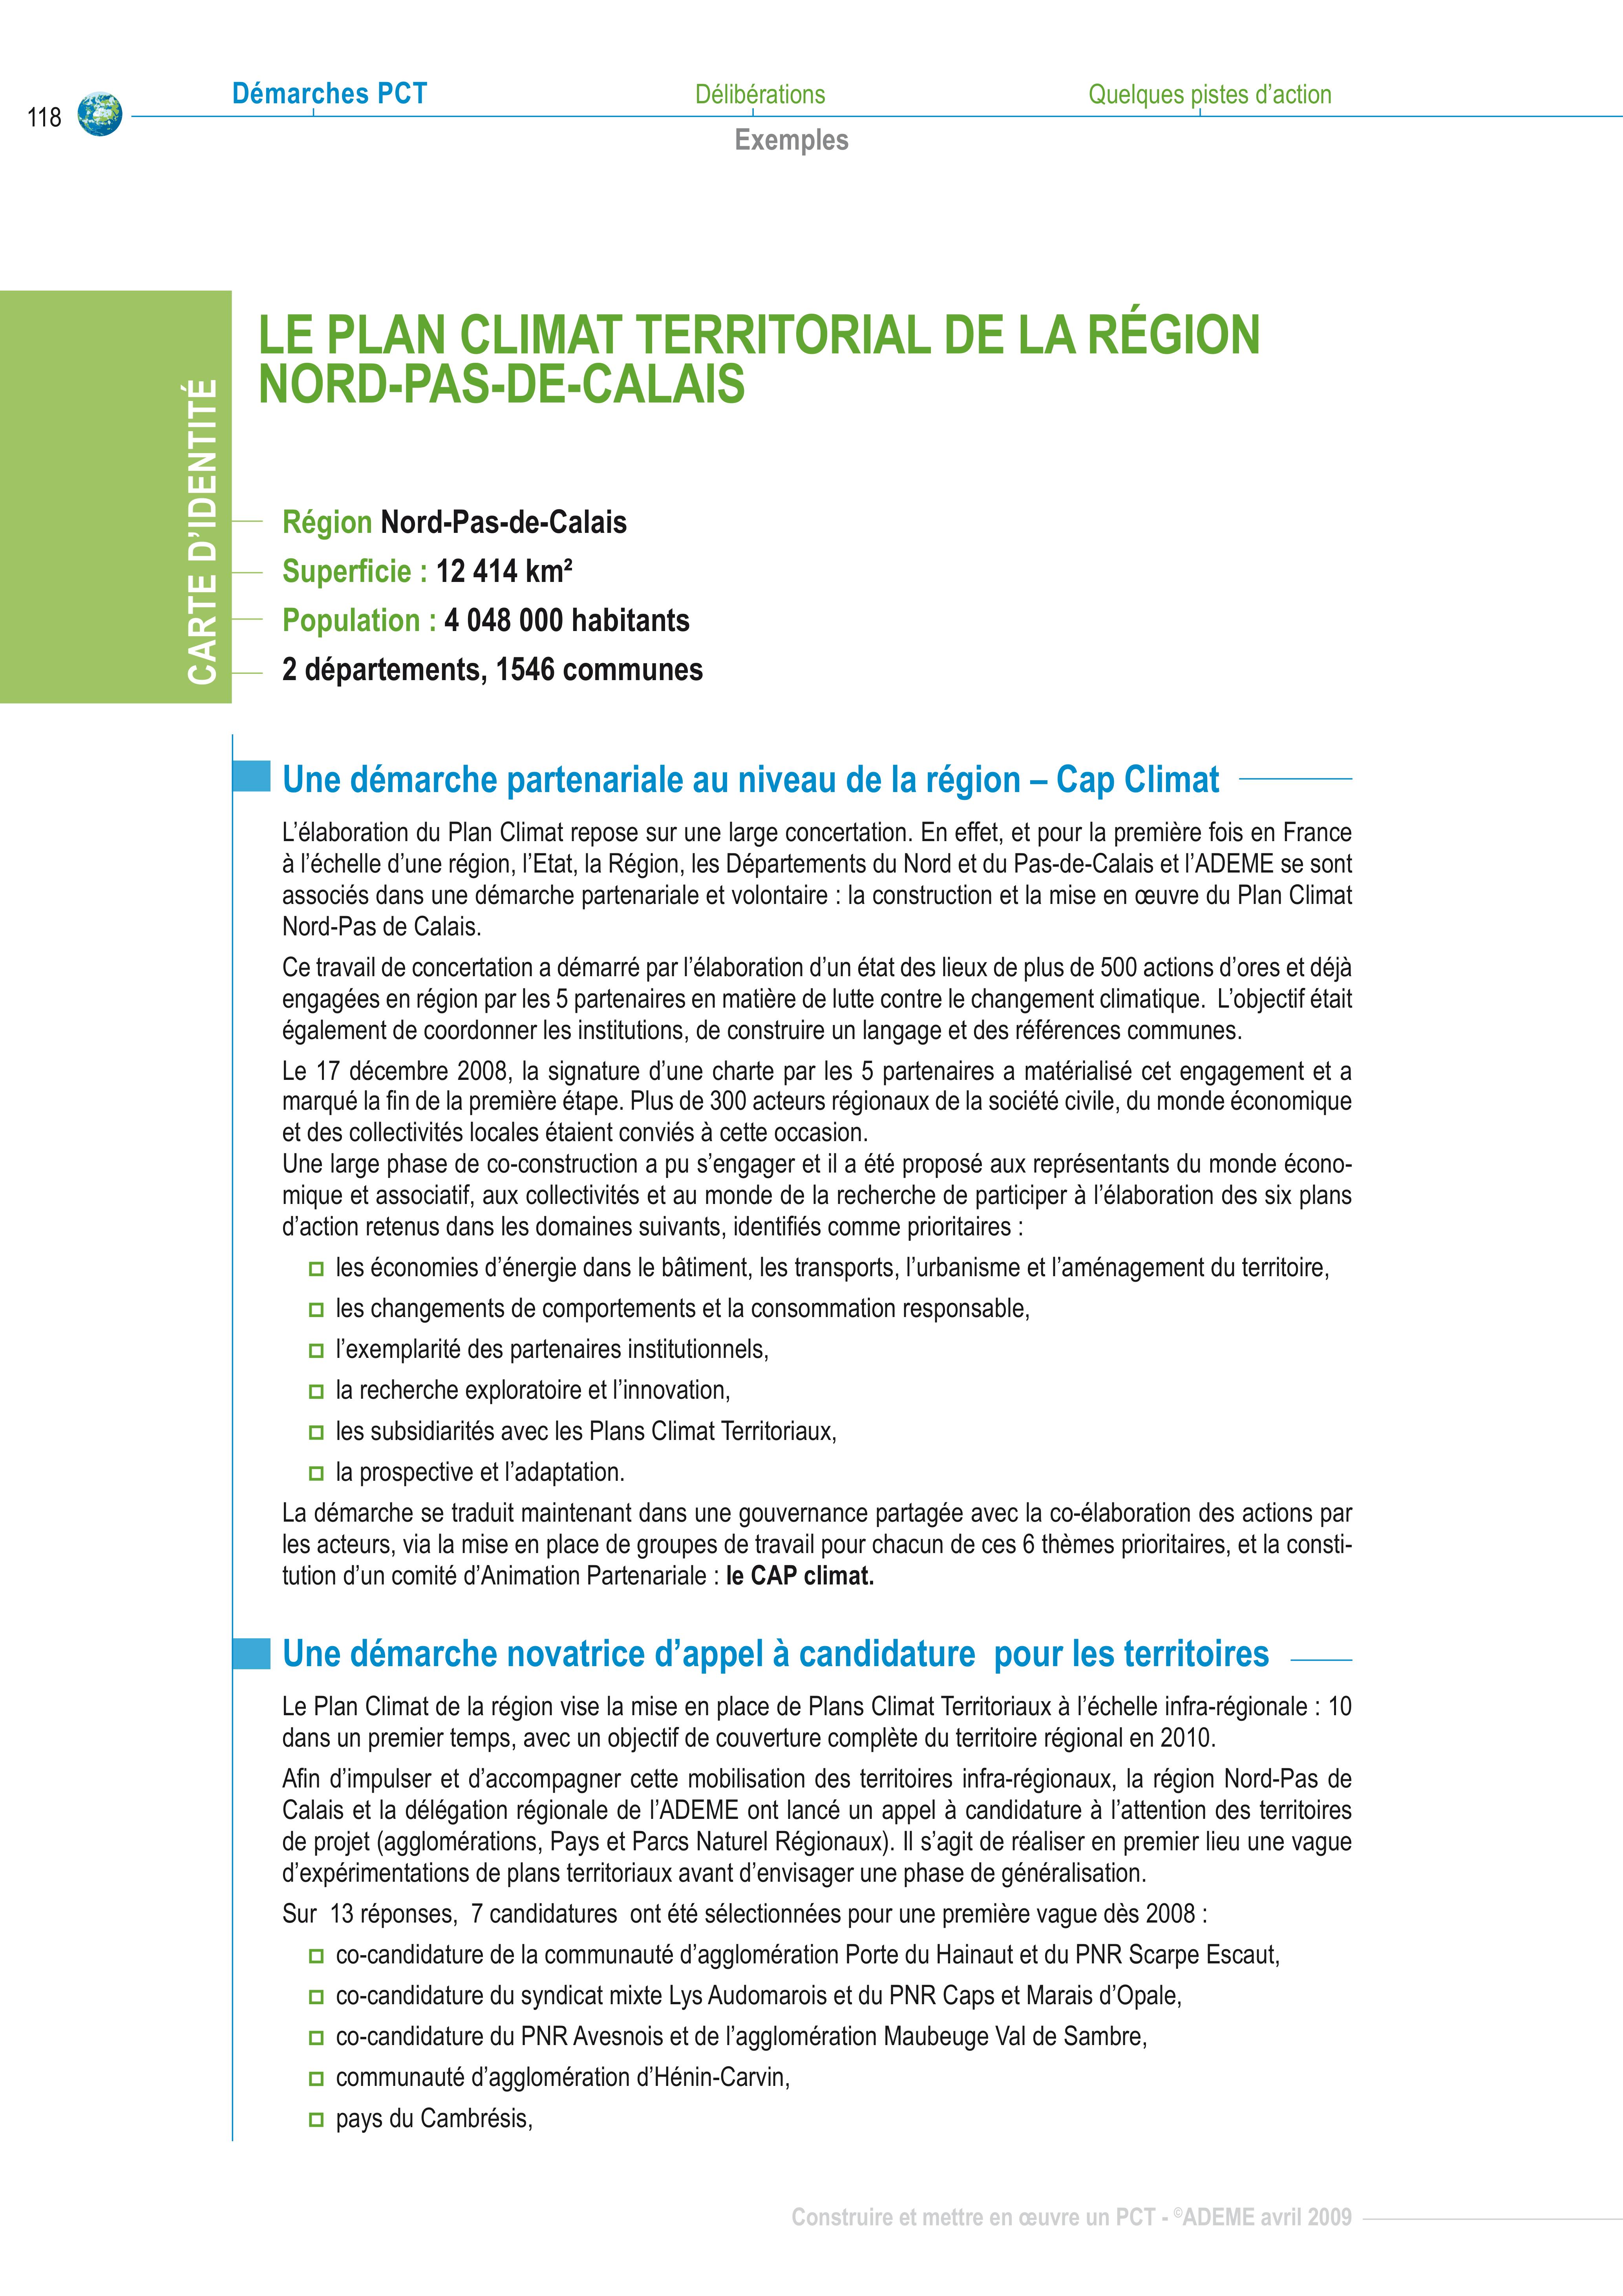 118
Démarches PCT
Délibérations
Quelques pistes d’action
Exemples
CARTE D’IDENTITÉ
LE PLAN CLIMAT TERRITORIAL DE LA RÉGION
NORD-PAS-DE-CALAIS
Région Nord-Pas-de-Calais
Superficie : 12 414 km²
Population : 4 048 000 habitants
2 départements, 1546 communes
Une démarche partenariale au niveau de la région – Cap Climat
L’élaboration du Plan Climat repose sur une large concertation. En effet, et pour la première fois en France
à l’échelle d’une région, l’Etat, la Région, les Départements du Nord et du Pas-de-Calais et l’ADEME se sont
associés dans une démarche partenariale et volontaire : la construction et la mise en œuvre du Plan Climat
Nord-Pas de Calais.
Ce travail de concertation a démarré par l’élaboration d’un état des lieux de plus de 500 actions d’ores et déjà
engagées en région par les 5 partenaires en matière de lutte contre le changement climatique. L’objectif était
également de coordonner les institutions, de construire un langage et des références communes.
Le 17 décembre 2008, la signature d’une charte par les 5 partenaires a matérialisé cet engagement et a
marqué la fin de la première étape. Plus de 300 acteurs régionaux de la société civile, du monde économique
et des collectivités locales étaient conviés à cette occasion.
Une large phase de co-construction a pu s’engager et il a été proposé aux représentants du monde écono-
mique et associatif, aux collectivités et au monde de la recherche de participer à l’élaboration des six plans
d’action retenus dans les domaines suivants, identifiés comme prioritaires :
les économies d’énergie dans le bâtiment, les transports, l’urbanisme et l’aménagement du territoire,
les changements de comportements et la consommation responsable,
l’exemplarité des partenaires institutionnels,
la recherche exploratoire et l’innovation,
les subsidiarités avec les Plans Climat Territoriaux,
la prospective et l’adaptation.
La démarche se traduit maintenant dans une gouvernance partagée avec la co-élaboration des actions par
les acteurs, via la mise en place de groupes de travail pour chacun de ces 6 thèmes prioritaires, et la consti-
tution d’un comité d’Animation Partenariale : le CAP climat.
Une démarche novatrice d’appel à candidature pour les territoires
Le Plan Climat de la région vise la mise en place de Plans Climat Territoriaux à l’échelle infra-régionale : 10
dans un premier temps, avec un objectif de couverture complète du territoire régional en 2010.
Afin d’impulser et d’accompagner cette mobilisation des territoires infra-régionaux, la région Nord-Pas de
Calais et la délégation régionale de l’ADEME ont lancé un appel à candidature à l’attention des territoires
de projet (agglomérations, Pays et Parcs Naturel Régionaux). Il s’agit de réaliser en premier lieu une vague
d’expérimentations de plans territoriaux avant d’envisager une phase de généralisation.
Sur 13 réponses, 7 candidatures ont été sélectionnées pour une première vague dès 2008 :
co-candidature de la communauté d’agglomération Porte du Hainaut et du PNR Scarpe Escaut,
co-candidature du syndicat mixte Lys Audomarois et du PNR Caps et Marais d’Opale,
co-candidature du PNR Avesnois et de l’agglomération Maubeuge Val de Sambre,
communauté d’agglomération d’Hénin-Carvin,
pays du Cambrésis,
Construire et mettre en œuvre un PCT - ©ADEME avril 2009